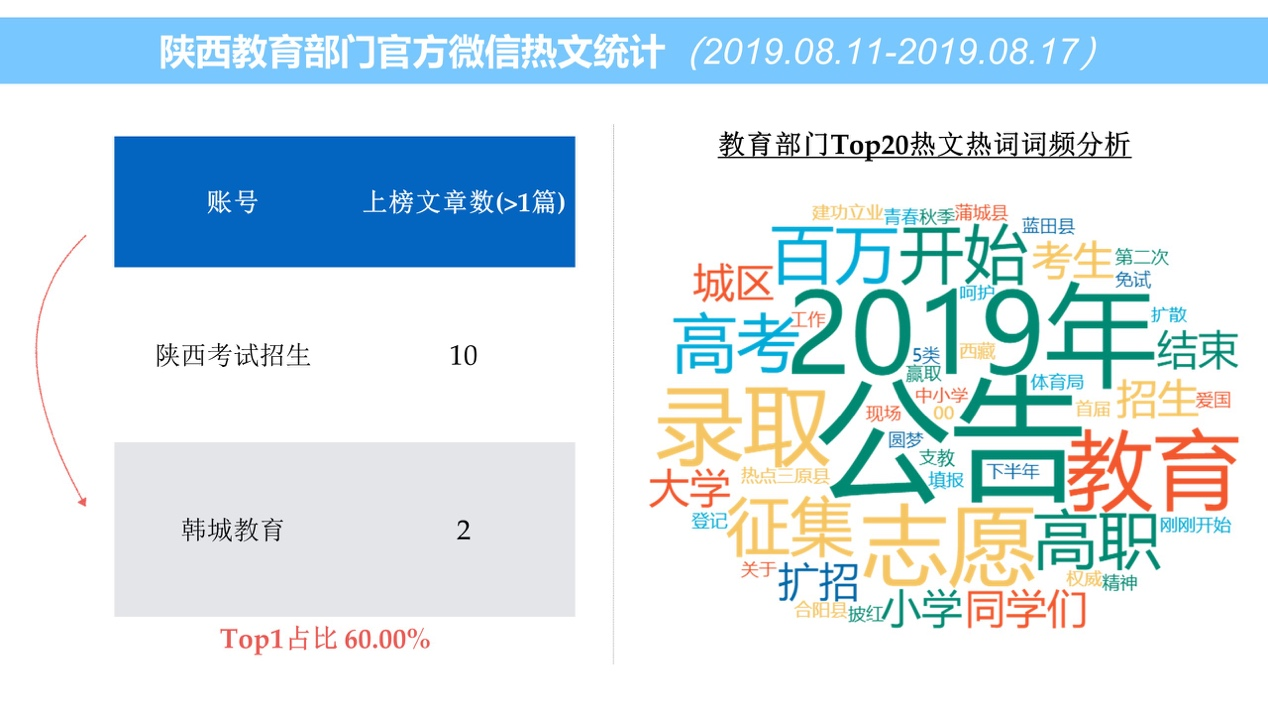 陕西教育部门官方微信热文统计（2019.08.11-2019.08.17）
账号 上榜文章数(>1篇)
陕西考试招生 10
韩城教育 2
Top1占比 60.00%
教育部门Top20热文热词词频分析
建功立业 青春 秋季 蒲城县
蓝田县
百万 开始 考生 第二次
城区 呵护 免试
2019年
高考 工作 扩散
5类 西藏 结束
赢取 体育局
录取 中小学 招生 爱国
现场 00 首届
公告
圆梦
支教 教育
大学 热点 三原县 填报 下半年
登记 征集 志愿 高职 刚刚开始
关于 扩招 权威 精神
合阳县 披红 小学 同学们